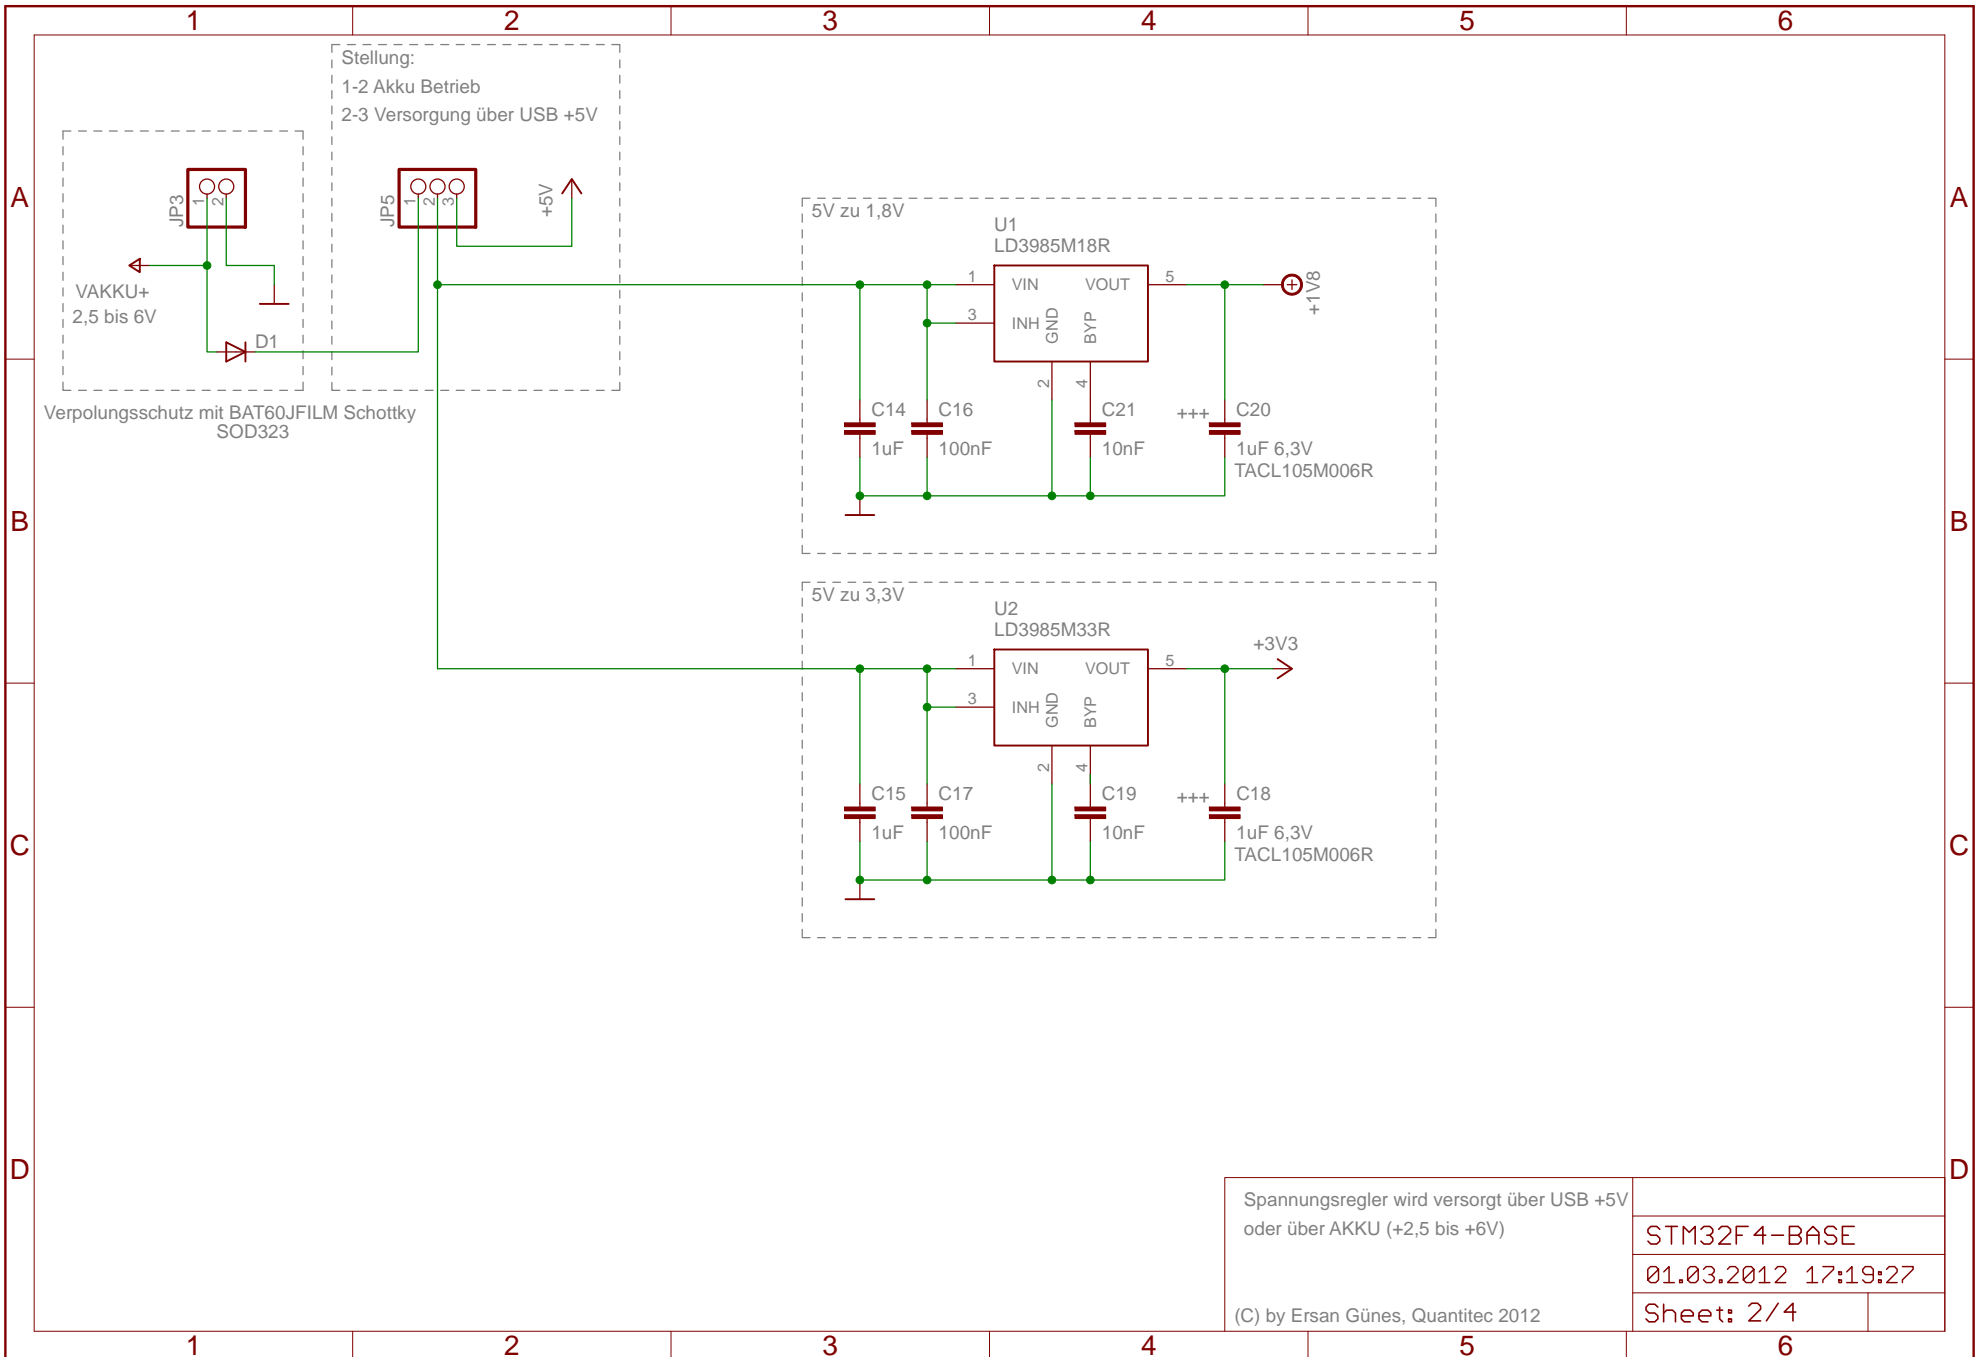 1 2 3 4 5 6
A
A
B
B
C
C
D
D
Stellung:
1-2 Akku Betrieb
2-3 Versorgung über USB +5V
JP3
1
2
VAKKU+
2,5 bis 6V
D1
Verpolungsschutz mit BAT60JFILM Schottky
SOD323
JP5
1
2
3
+5V
5V zu 1,8V
U1
LD3985M18R
1
VIN
VOUT
5
3
INH
GND
BYP
2
4
+1V8
C14
1uF
C16
100nF
C21
10nF
+++
C20
1uF 6,3V
TACL105M006R
5V zu 3,3V
U2
LD3985M33R
1
VIN
VOUT
5
3
INH
GND
BYP
2
4
+3V3
C15
1uF
C17
100nF
C19
10nF
+++
C18
1uF 6,3V
TACL105M006R
Spannungsregler wird versorgt über USB +5V
oder über AKKU (+2,5 bis +6V)
(C) by Ersan Günes, Quantitec 2012
STM32F4-BASE
01.03.2012 17:19:27
Sheet: 2/4
1 2 3 4 5 6